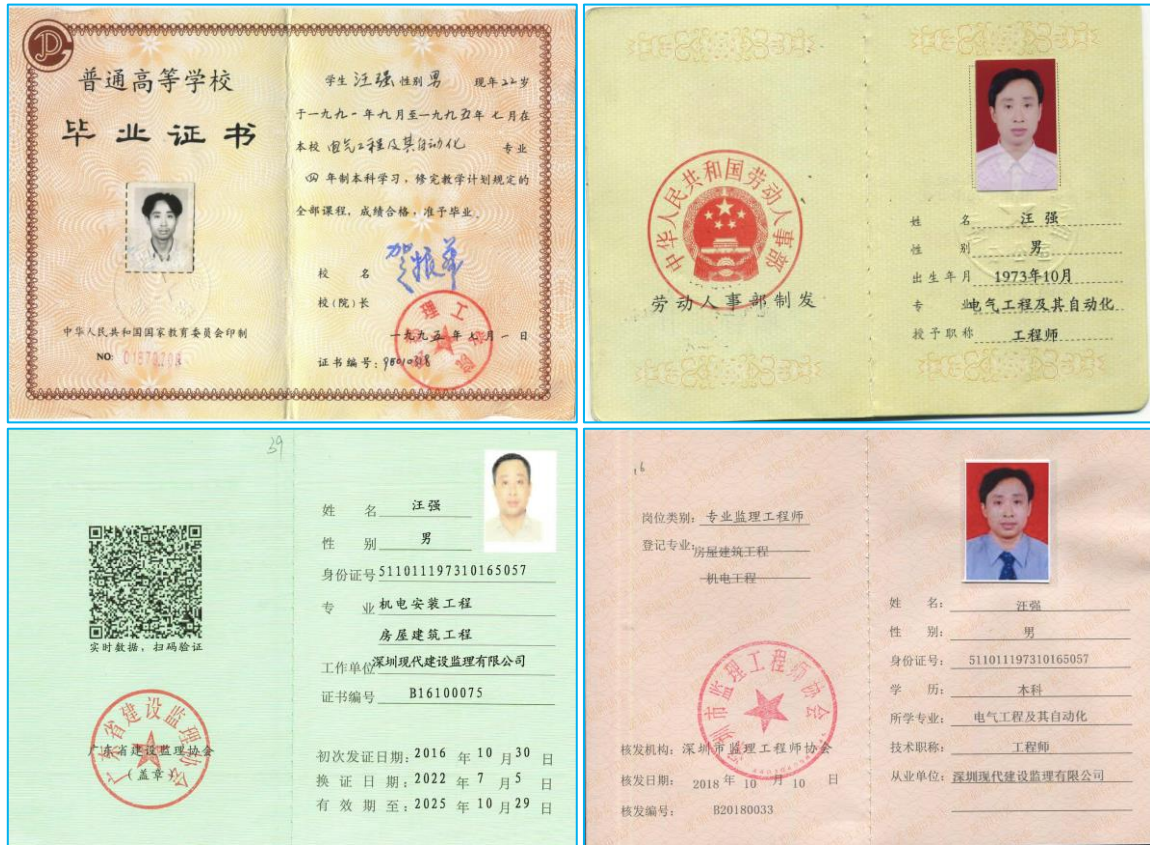 普通高等学校
毕业证书
中华人民共和国国家教育委员会印制
NO:
学生 汪强 性别 男 现年22岁
于一九九一年九月至一九九五年七月在
本校 电气工程及其自动化 专业
四年制本科学习，修完教学计划规定的
全部课程，成绩合格，准予毕业。
校 名
校(院)长
一九九五年七月一日
证书编号:
中华人民共和国劳动人事部
劳动人事部制发
姓 名 汪强
性 别 男
出生年月 1973年10月
专 业 电气工程及其自动化
授予职称 工程师
39
实时数据，扫码验证
广东省建设监理协会
广东省建设监理协会
(盖章)
姓 名 汪强
性 别 男
身份证号 511011197310165057
专 业 机电安装工程
房屋建筑工程
工作单位 深圳现代建设监理有限公司
证书编号 B16100075
初次发证日期: 2016 年 10 月 30 日
换 证 日 期: 2022 年 7 月 5 日
有 效 期 至: 2025 年 10 月 29 日
16
岗位类别: 专业监理工程师
登记专业: 房屋建筑工程
机电工程
深圳市监理工程师协会
核发机构: 深圳市监理工程师协会
核发日期: 2018 年 10 月 10 日
核发编号: B20180033
姓 名: 汪强
性 别: 男
身份证号: 511011197310165057
学 历: 本科
所学专业: 电气工程及其自动化
技术职称: 工程师
从业单位: 深圳现代建设监理有限公司